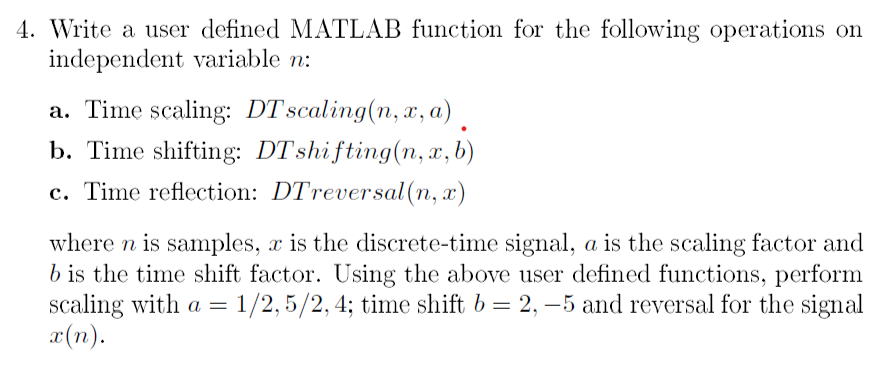 4. Write a user defined MATLAB function for the following operations on
independent variable n:
a. Time scaling: DTscaling(n, x, a)
b. Time shifting: DTshifting(n, x, b)
c. Time reflection: DTreversal(n, x)
where n is samples, x is the discrete-time signal, a is the scaling factor and
b is the time shift factor. Using the above user defined functions, perform
scaling with a = 1/2, 5/2, 4; time shift b = 2, −5 and reversal for the signal
x(n).